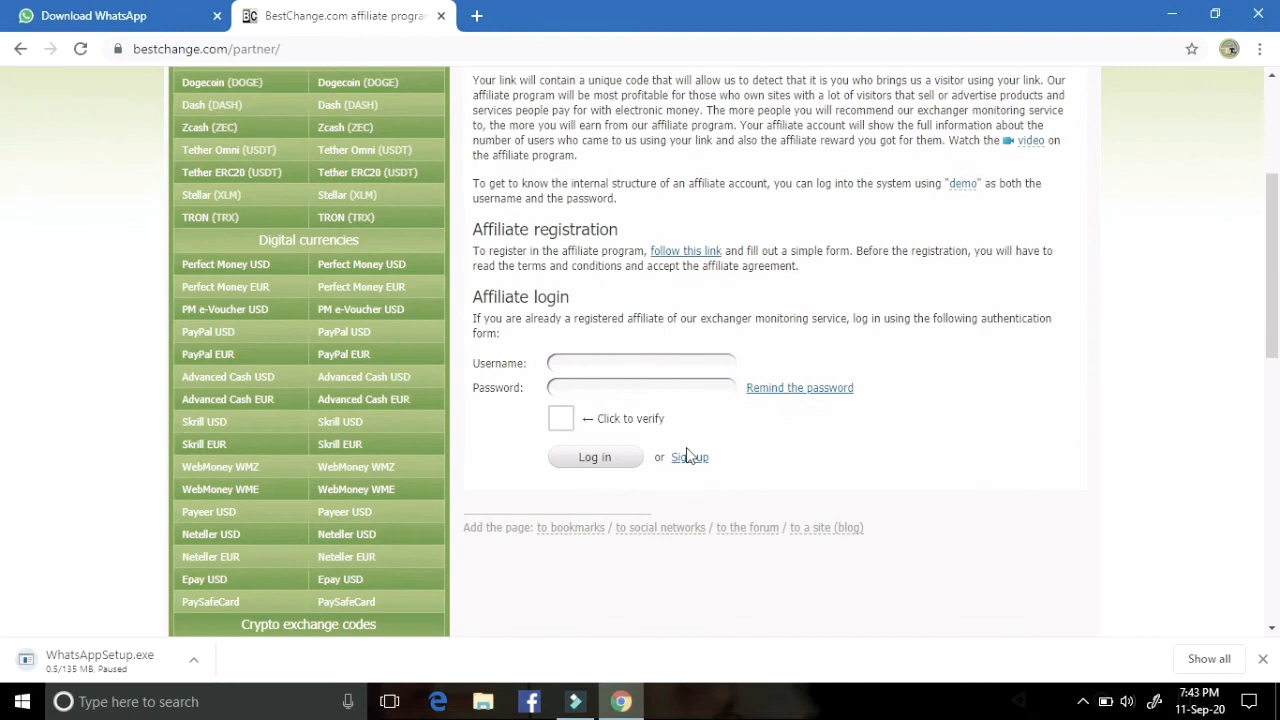 Download WhatsApp
BestChange.com affiliate progra
bestchange.com/partner/
Dogecoin (DOGE) Dogecoin (DOGE)
Dash (DASH) Dash (DASH)
Zcash (ZEC) Zcash (ZEC)
Tether Omni (USDT) Tether Omni (USDT)
Tether ERC20 (USDT) Tether ERC20 (USDT)
Stellar (XLM) Stellar (XLM)
TRON (TRX) TRON (TRX)
Digital currencies
Perfect Money USD Perfect Money USD
Perfect Money EUR Perfect Money EUR
PM e-Voucher USD PM e-Voucher USD
PayPal USD PayPal USD
PayPal EUR PayPal EUR
Advanced Cash USD Advanced Cash USD
Advanced Cash EUR Advanced Cash EUR
Skrill USD Skrill USD
Skrill EUR Skrill EUR
WebMoney WMZ WebMoney WMZ
WebMoney WME WebMoney WME
Payeer USD Payeer USD
Neteller USD Neteller USD
Neteller EUR Neteller EUR
Epay USD Epay USD
PaySafeCard PaySafeCard
Crypto exchange codes
Your link will contain a unique code that will allow us to detect that it is you who brings us a visitor using your link. Our
affiliate program will be most profitable for those who own sites with a lot of visitors that sell or advertise products and
services people pay for with electronic money. The more people you will recommend our exchanger monitoring service
to, the more you will earn from our affiliate program. Your affiliate account will show the full information about the
number of users who came to us using your link and also the affiliate reward you got for them. Watch the video on
the affiliate program.
To get to know the internal structure of an affiliate account, you can log into the system using "demo" as both the
username and the password.
Affiliate registration
To register in the affiliate program, follow this link and fill out a simple form. Before the registration, you will have to
read the terms and conditions and accept the affiliate agreement.
Affiliate login
If you are already a registered affiliate of our exchanger monitoring service, log in using the following authentication
form:
Username:
Password: Remind the password
← Click to verify
Log in or Sign up
Add the page: to bookmarks / to social networks / to the forum / to a site (blog)
WhatsAppSetup.exe
0.5/135 MB, Paused
Show all
Type here to search
7:43 PM
11-Sep-20